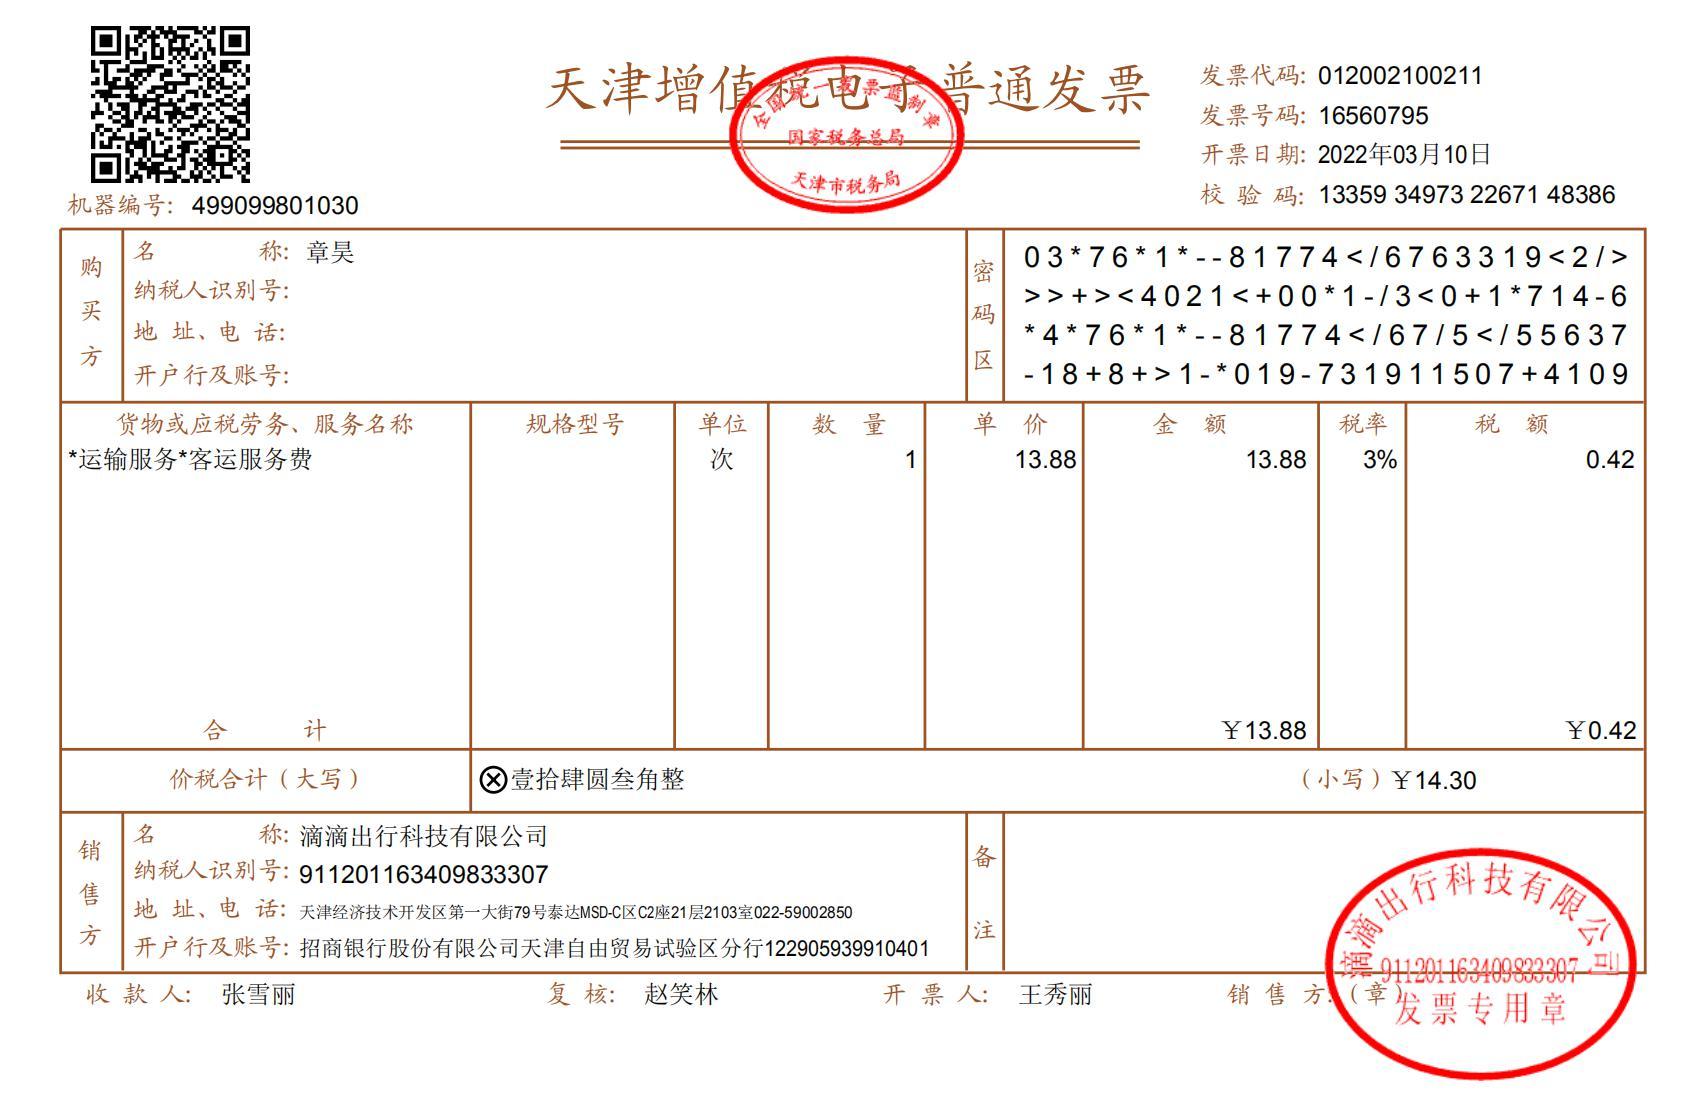 天津增值税电子普通发票
全国统一发票监制章
国家税务总局
天津市税务局
发票代码: 012002100211
发票号码: 16560795
开票日期: 2022年03月10日
校 验 码: 13359 34973 22671 48386
机器编号: 499099801030
购买方
名 称: 章昊
纳税人识别号:
地 址、电 话:
开户行及账号:
密码区
03*76*1*--81774</6763319<2/>
>>+><4021<+00*1-/3<0+1*714-6
*4*76*1*--81774</67/5</55637
-18+8+>1-*019-731911507+4109
货物或应税劳务、服务名称 规格型号 单位 数 量 单 价 金 额 税率 税 额
*运输服务*客运服务费 次 1 13.88 13.88 3% 0.42
合 计 ￥13.88 ￥0.42
价税合计（大写） ⊗壹拾肆圆叁角整 （小写）￥14.30
销售方
名 称: 滴滴出行科技有限公司
纳税人识别号: 911201163409833307
地 址、电 话: 天津经济技术开发区第一大街79号泰达MSD-C区C2座21层2103室022-59002850
开户行及账号: 招商银行股份有限公司天津自由贸易试验区分行122905939910401
备注
收 款 人: 张雪丽 复 核: 赵笑林 开 票 人: 王秀丽 销 售 方:（章）
滴滴出行科技有限公司
911201163409833307
发票专用章